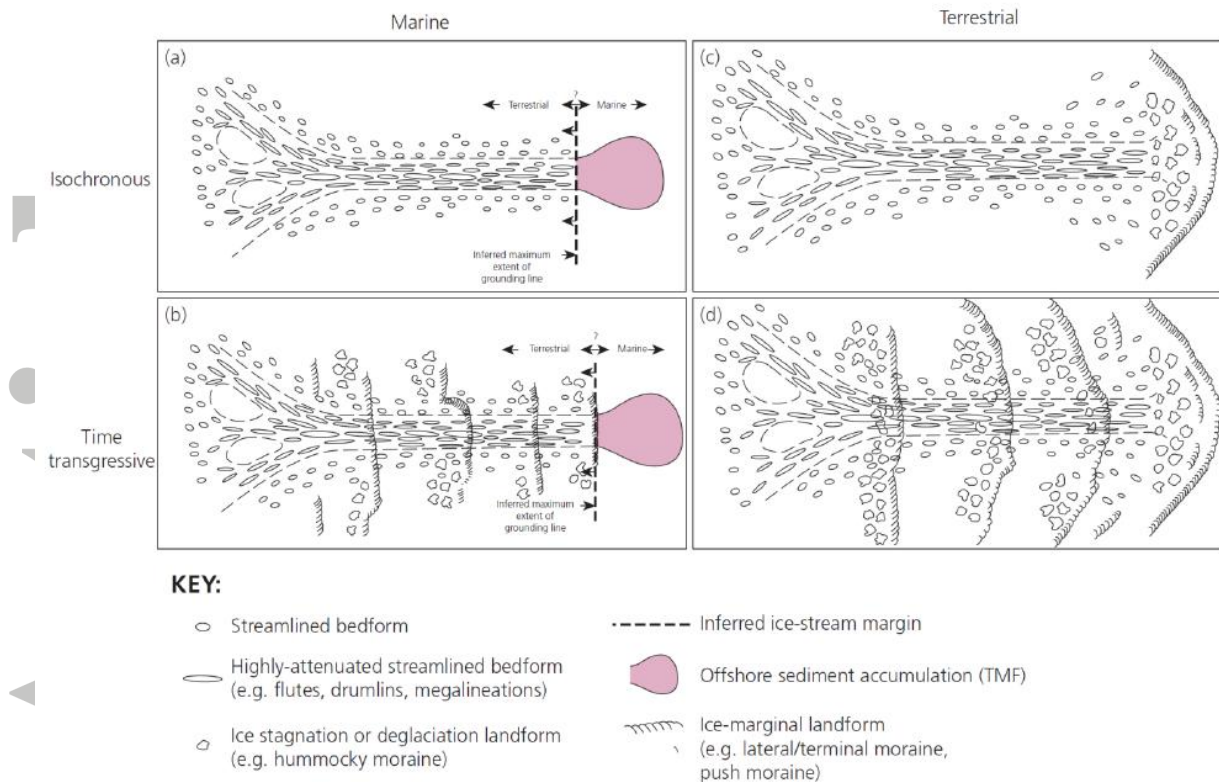 Marine
Terrestrial
Isochronous
(a)
?
Terrestrial
Marine
Inferred maximum
extent of
grounding line
(c)
Time
transgressive
(b)
?
Terrestrial
Marine
Inferred maximum
extent of
grounding line
(d)
KEY:
Streamlined bedform
Highly-attenuated streamlined bedform
(e.g. flutes, drumlins, megalineations)
Ice stagnation or deglaciation landform
(e.g. hummocky moraine)
Inferred ice-stream margin
Offshore sediment accumulation (TMF)
Ice-marginal landform
(e.g. lateral/terminal moraine,
push moraine)